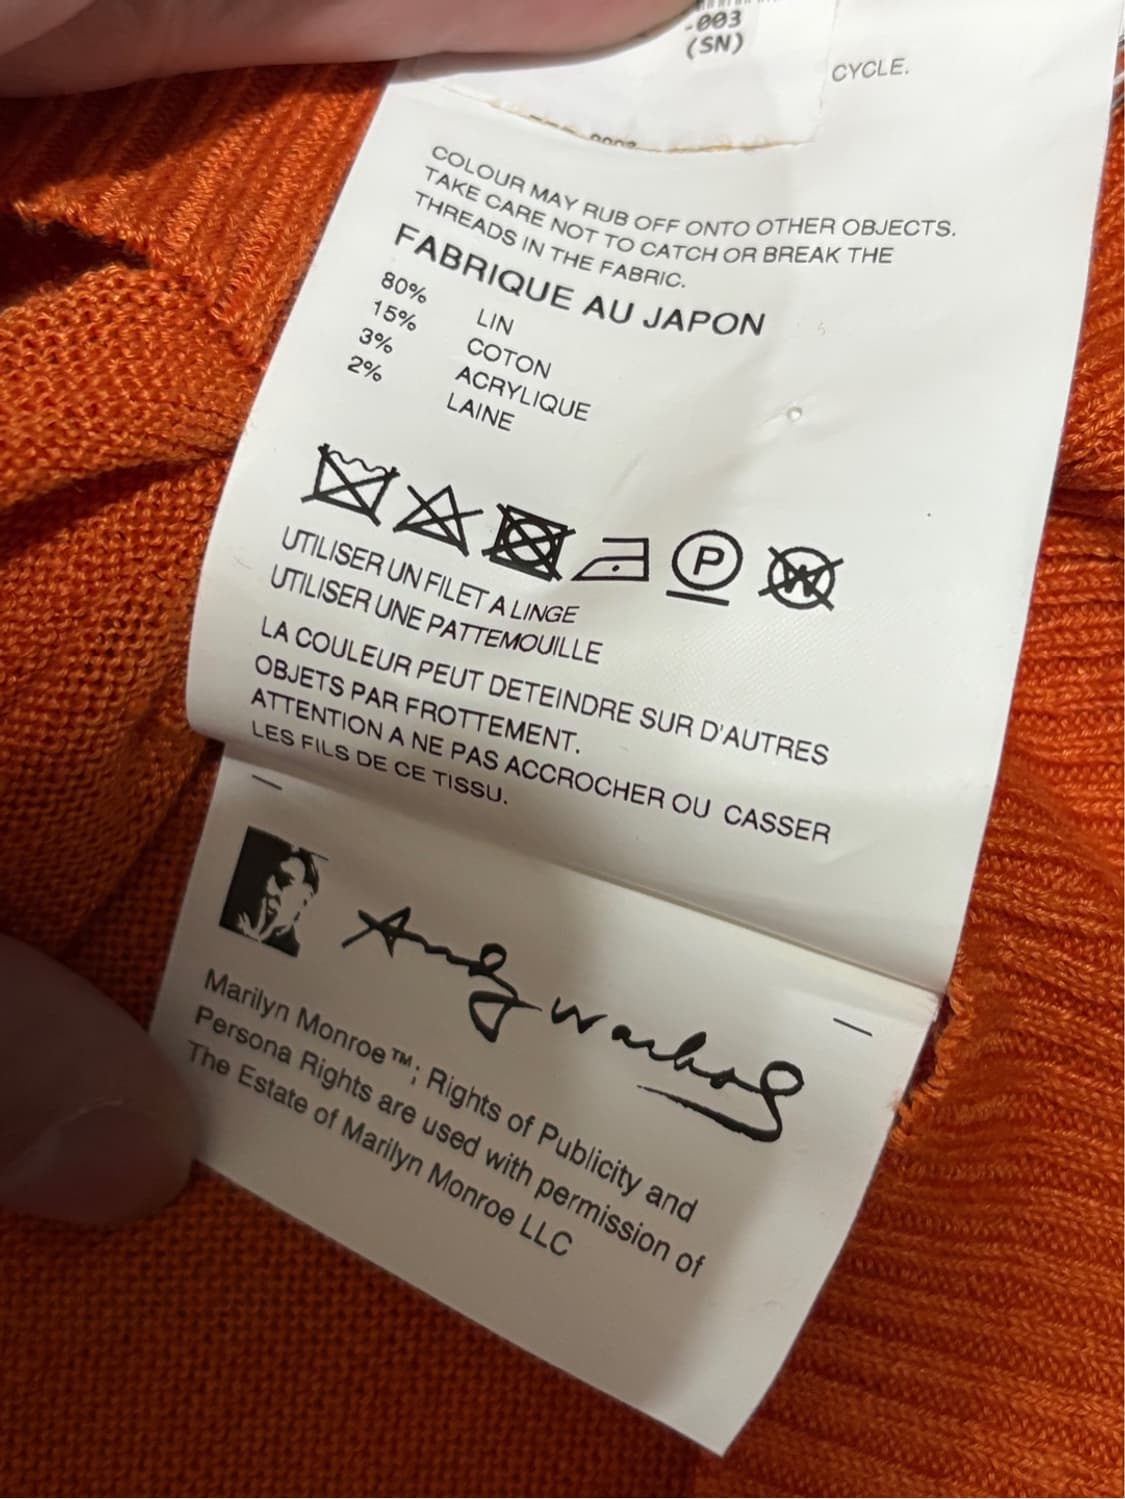 -003
(SN)
CYCLE.
COLOUR MAY RUB OFF ONTO OTHER OBJECTS.
TAKE CARE NOT TO CATCH OR BREAK THE
THREADS IN THE FABRIC.
FABRIQUE AU JAPON
80% LIN
15% COTON
3% ACRYLIQUE
2% LAINE
P W
UTILISER UN FILET A LINGE
UTILISER UNE PATTEMOUILLE
LA COULEUR PEUT DETEINDRE SUR D'AUTRES
OBJETS PAR FROTTEMENT.
ATTENTION A NE PAS ACCROCHER OU CASSER
LES FILS DE CE TISSU.
Andy Warhol
Marilyn Monroe™; Rights of Publicity and
Persona Rights are used with permission of
The Estate of Marilyn Monroe LLC